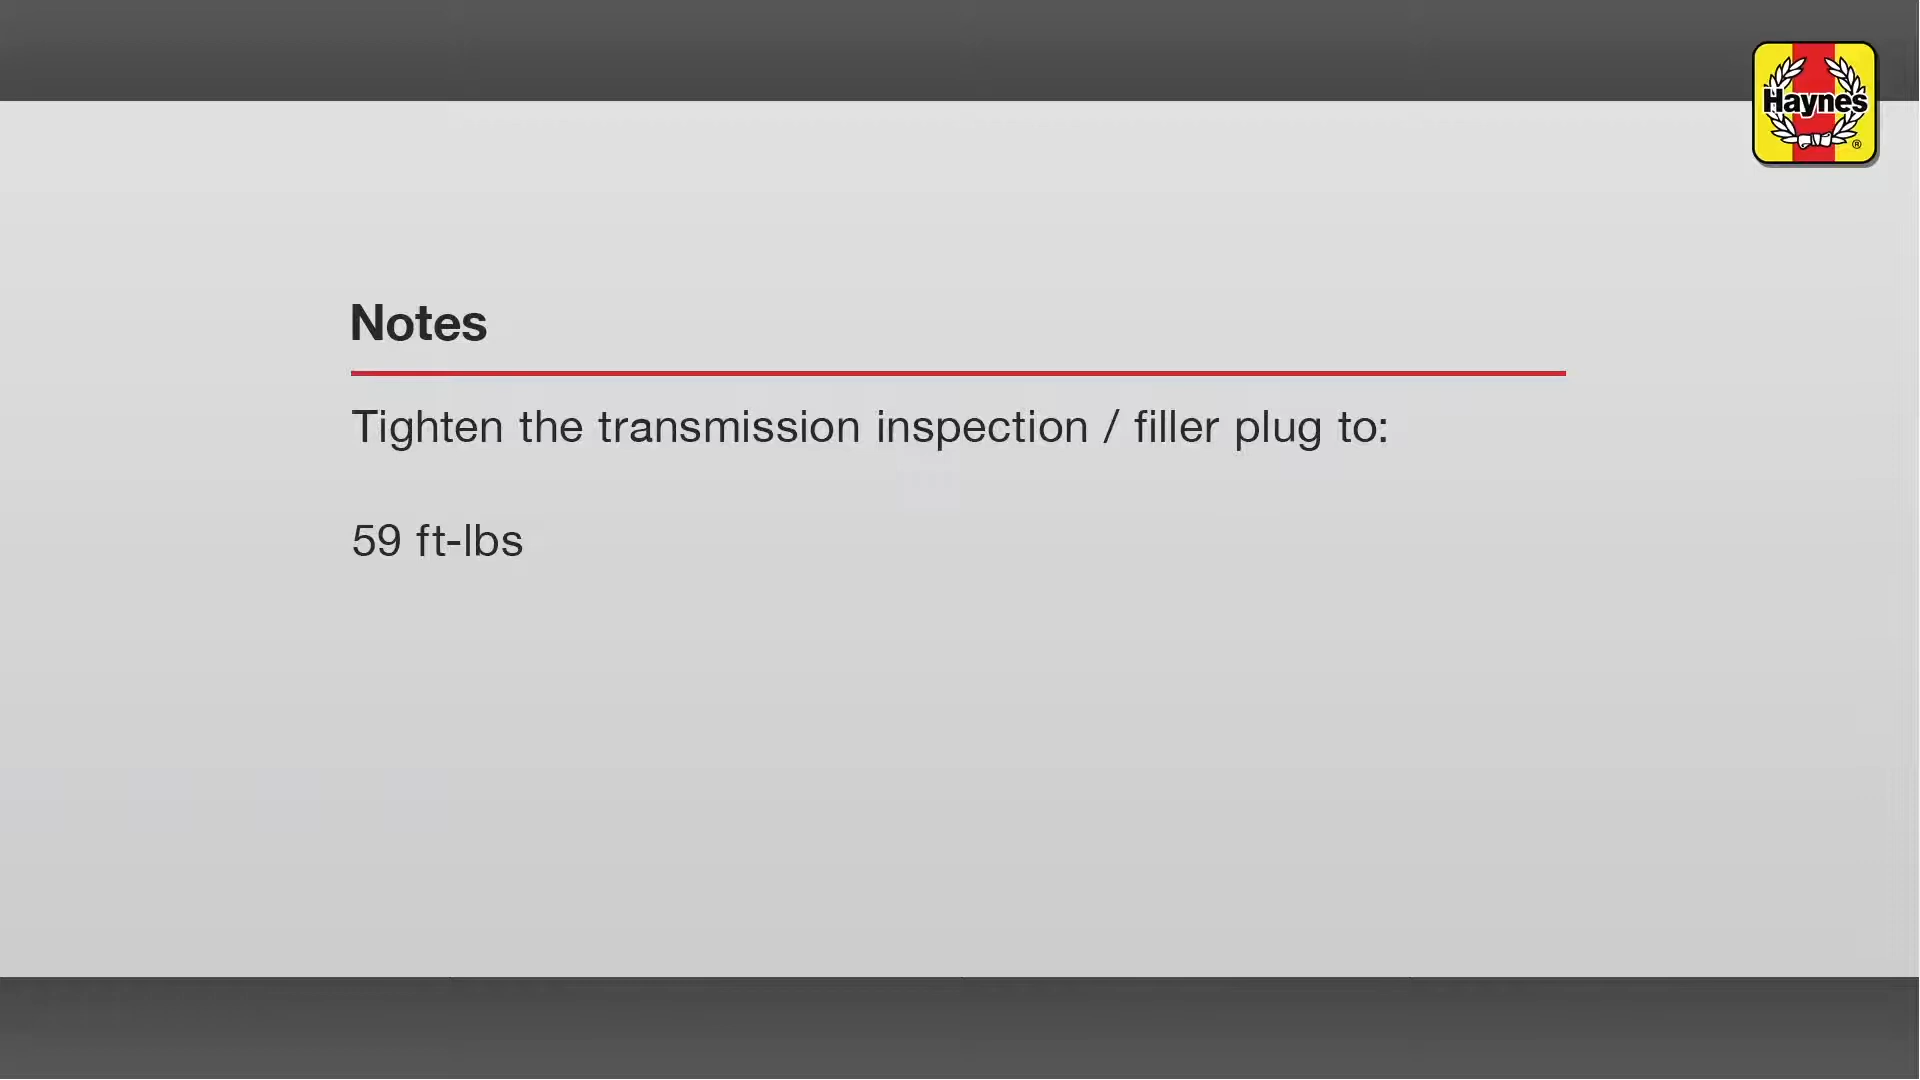 Haynes
®
Notes
Tighten the transmission inspection / filler plug to:
59 ft-lbs